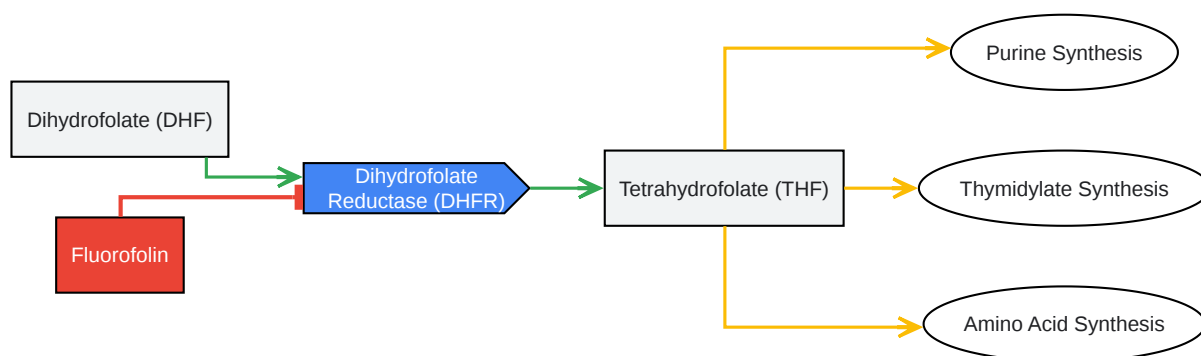 Purine Synthesis
Dihydrofolate (DHF)
Dihydrofolate
Reductase (DHFR)
Tetrahydrofolate (THF)
Thymidylate Synthesis
Fluorofolin
Amino Acid Synthesis